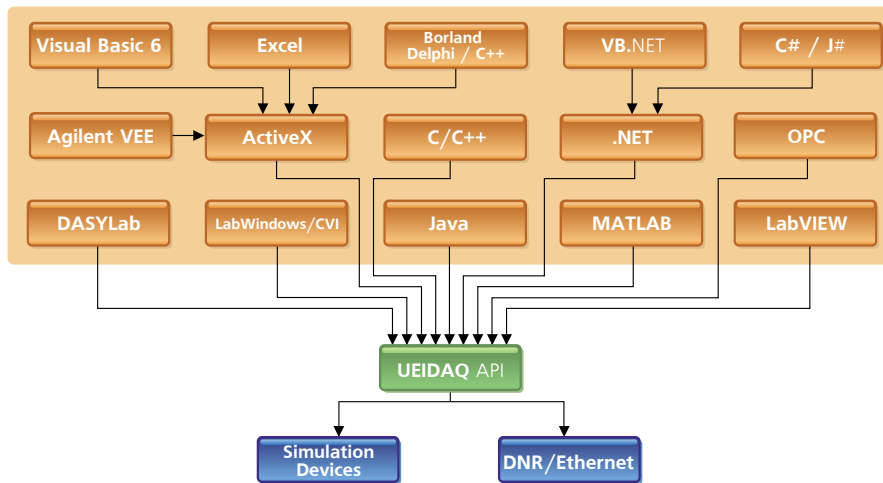 Visual Basic 6
Excel
Borland
Delphi / C++
VB.NET
C# / J#
Agilent VEE
ActiveX
C/C++
.NET
OPC
DASYLab
LabWindows/CVI
Java
MATLAB
LabVIEW
UEIDAQ API
Simulation
Devices
DNR/Ethernet